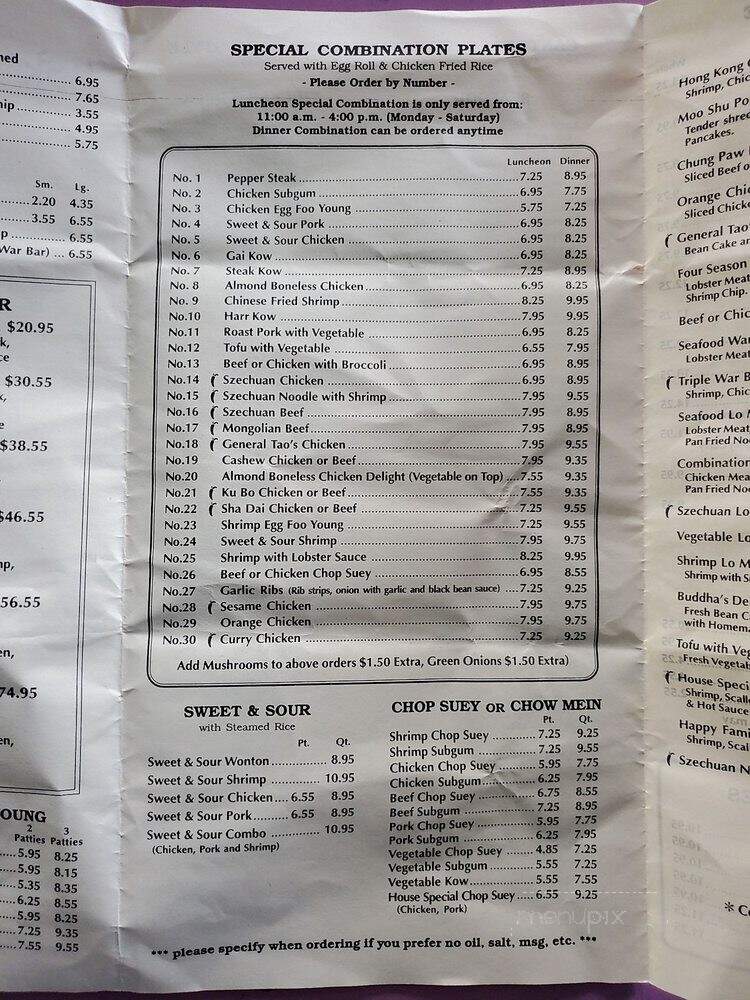 med
6.95
7.65
hip 3.55
4.95
5.75
Sm. Lg.
2.20 4.35
3.55 6.55
p 6.55
War Bar) ... 6.55
R
$20.95
k,
n
ce
$30.55
x,
e
$38.55
$46.55
mp,
$56.55
en,
$74.95
en,
OUNG
2 3
Patties Patties
5.95 8.25
5.95 8.15
5.35 8.35
6.25 8.55
5.95 8.25
7.25 9.35
7.55 9.55
SPECIAL COMBINATION PLATES
Served with Egg Roll & Chicken Fried Rice
- Please Order by Number -
Luncheon Special Combination is only served from:
11:00 a.m. - 4:00 p.m. (Monday - Saturday)
Dinner Combination can be ordered anytime
Luncheon Dinner
No. 1 Pepper Steak 7.25 8.95
No. 2 Chicken Subgum 6.95 7.75
No. 3 Chicken Egg Foo Young 5.75 7.25
No. 4 Sweet & Sour Pork 6.95 8.25
No. 5 Sweet & Sour Chicken 6.95 8.25
No. 6 Gai Kow 6.95 8.25
No. 7 Steak Kow 7.25 8.95
No. 8 Almond Boneless Chicken 6.95 8.25
No. 9 Chinese Fried Shrimp 8.25 9.95
No.10 Harr Kow 7.95 9.95
No.11 Roast Pork with Vegetable 6.95 8.25
No.12 Tofu with Vegetable 6.55 7.95
No.13 Beef or Chicken with Broccoli 6.95 8.95
No.14 Szechuan Chicken 6.95 8.95
No.15 Szechuan Noodle with Shrimp 7.95 9.55
No.16 Szechuan Beef 7.95 8.95
No.17 Mongolian Beef 7.95 8.95
No.18 General Tao's Chicken 7.95 9.55
No.19 Cashew Chicken or Beef 7.95 9.35
No.20 Almond Boneless Chicken Delight (Vegetable on Top) ....7.55 9.35
No.21 Ku Bo Chicken or Beef 7.55 9.35
No.22 Sha Dai Chicken or Beef 7.25 9.55
No.23 Shrimp Egg Foo Young 7.25 9.55
No.24 Sweet & Sour Shrimp 7.95 9.75
No.25 Shrimp with Lobster Sauce 8.25 9.95
No.26 Beef or Chicken Chop Suey 6.95 8.55
No.27 Garlic Ribs (Rib strips, onion with garlic and black bean sauce) ....7.25 9.25
No.28 Sesame Chicken 7.95 9.75
No.29 Orange Chicken 7.95 9.75
No.30 Curry Chicken 7.25 9.25
Add Mushrooms to above orders $1.50 Extra, Green Onions $1.50 Extra)
SWEET & SOUR
with Steamed Rice
Pt. Qt.
Sweet & Sour Wonton 8.95
Sweet & Sour Shrimp 10.95
Sweet & Sour Chicken.... 6.55 8.95
Sweet & Sour Pork 6.55 8.95
Sweet & Sour Combo 10.95
(Chicken, Pork and Shrimp)
CHOP SUEY OR CHOW MEIN
Pt. Qt.
Shrimp Chop Suey 7.25 9.25
Shrimp Subgum 7.25 9.55
Chicken Chop Suey 5.95 7.75
Chicken Subgum 6.25 7.95
Beef Chop Suey 6.75 8.55
Beef Subgum 7.25 8.95
Pork Chop Suey 5.95 7.75
Pork Subgum 6.25 7.95
Vegetable Chop Suey 4.85 7.25
Vegetable Subgum 5.55 7.25
Vegetable Kow 5.55 7.55
House Special Chop Suey 6.55 9.25
(Chicken, Pork)
*** please specify when ordering if you prefer no oil, salt, msg, etc. ***
menupix
Hong Kong
Shrimp, Chic
Moo Shu Po
Tender shre
Pancakes.
Chung Paw
Sliced Beef o
Orange Chi
Sliced Chicke
General Tao'
Bean Cake an
Four Season
Lobster Meat
Shrimp Chip.
Beef or Chic
Seafood Wa
Lobster Meat
Triple War B
Shrimp, Chic
Seafood Lo M
Lobster Meat
Pan Fried Noo
Combination
Chicken Mea
Pan Fried Noo
Szechuan Lo
Vegetable Lo
Shrimp Lo M
Shrimp with S
Buddha's De
Fresh Bean C
with Homem
Tofu with Veg
Fresh Vegetab
House Speci
Shrimp, Scall
& Hot Sauce
Happy Fami
Shrimp, Scal
Szechuan N
* C